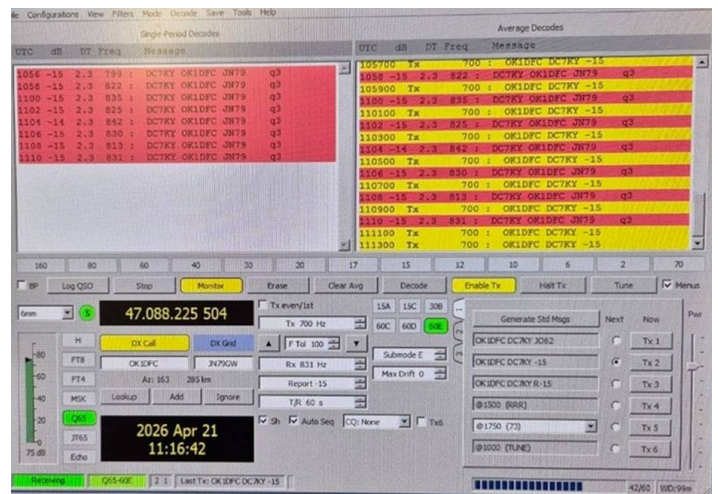 le Configurations View Filters Mode Decode Save Tools Help
Single-Period Decodes
UTC dB DT Freq Message
1056 -15 2.3 799 : DC7KY OK1DFC JN79 q3
1058 -15 2.3 822 : DC7KY OK1DFC JN79 q3
1100 -15 2.3 835 : DC7KY OK1DFC JN79 q3
1102 -15 2.3 825 : DC7KY OK1DFC JN79 q3
1104 -14 2.3 842 : DC7KY OK1DFC JN79 q3
1106 -15 2.3 830 : DC7KY OK1DFC JN79 q3
1108 -15 2.3 813 : DC7KY OK1DFC JN79 q3
1110 -15 2.3 831 : DC7KY OK1DFC JN79 q3
Average Decodes
UTC dB DT Freq Message
105700 Tx 700 : OK1DFC DC7KY -15
1058 -15 2.3 822 : DC7KY OK1DFC JN79 q3
105900 Tx 700 : OK1DFC DC7KY -15
1100 -15 2.3 835 : DC7KY OK1DFC JN79 q3
110100 Tx 700 : OK1DFC DC7KY -15
1102 -15 2.3 825 : DC7KY OK1DFC JN79 q3
110300 Tx 700 : OK1DFC DC7KY -15
1104 -14 2.3 842 : DC7KY OK1DFC JN79 q3
110500 Tx 700 : OK1DFC DC7KY -15
1106 -15 2.3 830 : DC7KY OK1DFC JN79 q3
110700 Tx 700 : OK1DFC DC7KY -15
1108 -15 2.3 813 : DC7KY OK1DFC JN79 q3
110900 Tx 700 : OK1DFC DC7KY -15
1110 -15 2.3 831 : DC7KY OK1DFC JN79 q3
111100 Tx 700 : OK1DFC DC7KY -15
111300 Tx 700 : OK1DFC DC7KY -15
160 80 60 40 30 20 17 15 12 10 6 2 70
BP Log QSO Stop Monitor Erase Clear Avg Decode Enable Tx Halt Tx Tune Menus
6mm S 47.088.225 504
H
FT8
FT4
MSK
Q65
JT65
Echo
-80
-60
-40
-20
-0
75 dB
DX Call DX Grid
OK1DFC JN79GW
Az: 163 285 km
Lookup Add Ignore
2026 Apr 21
11:16:42
Tx even/1st
Tx 700 Hz
F Tol 100
Rx 831 Hz
Report -15
T/R 60 s
Sh Auto Seq CQ: None Tx6
15A 15C 30B
60C 60D 60E
Submode E
Max Drift 0
1
2
3
Generate Std Msgs Next Now Pwr
OK1DFC DC7KY JO62 Tx 1
OK1DFC DC7KY -15 Tx 2
OK1DFC DC7KY R-15 Tx 3
@1500 (RRR) Tx 4
@1750 (73) Tx 5
@1000 (TUNE) Tx 6
Receiving Q65-60E 2 1 Last Tx: OK1DFC DC7KY -15 42/60 WD:99m